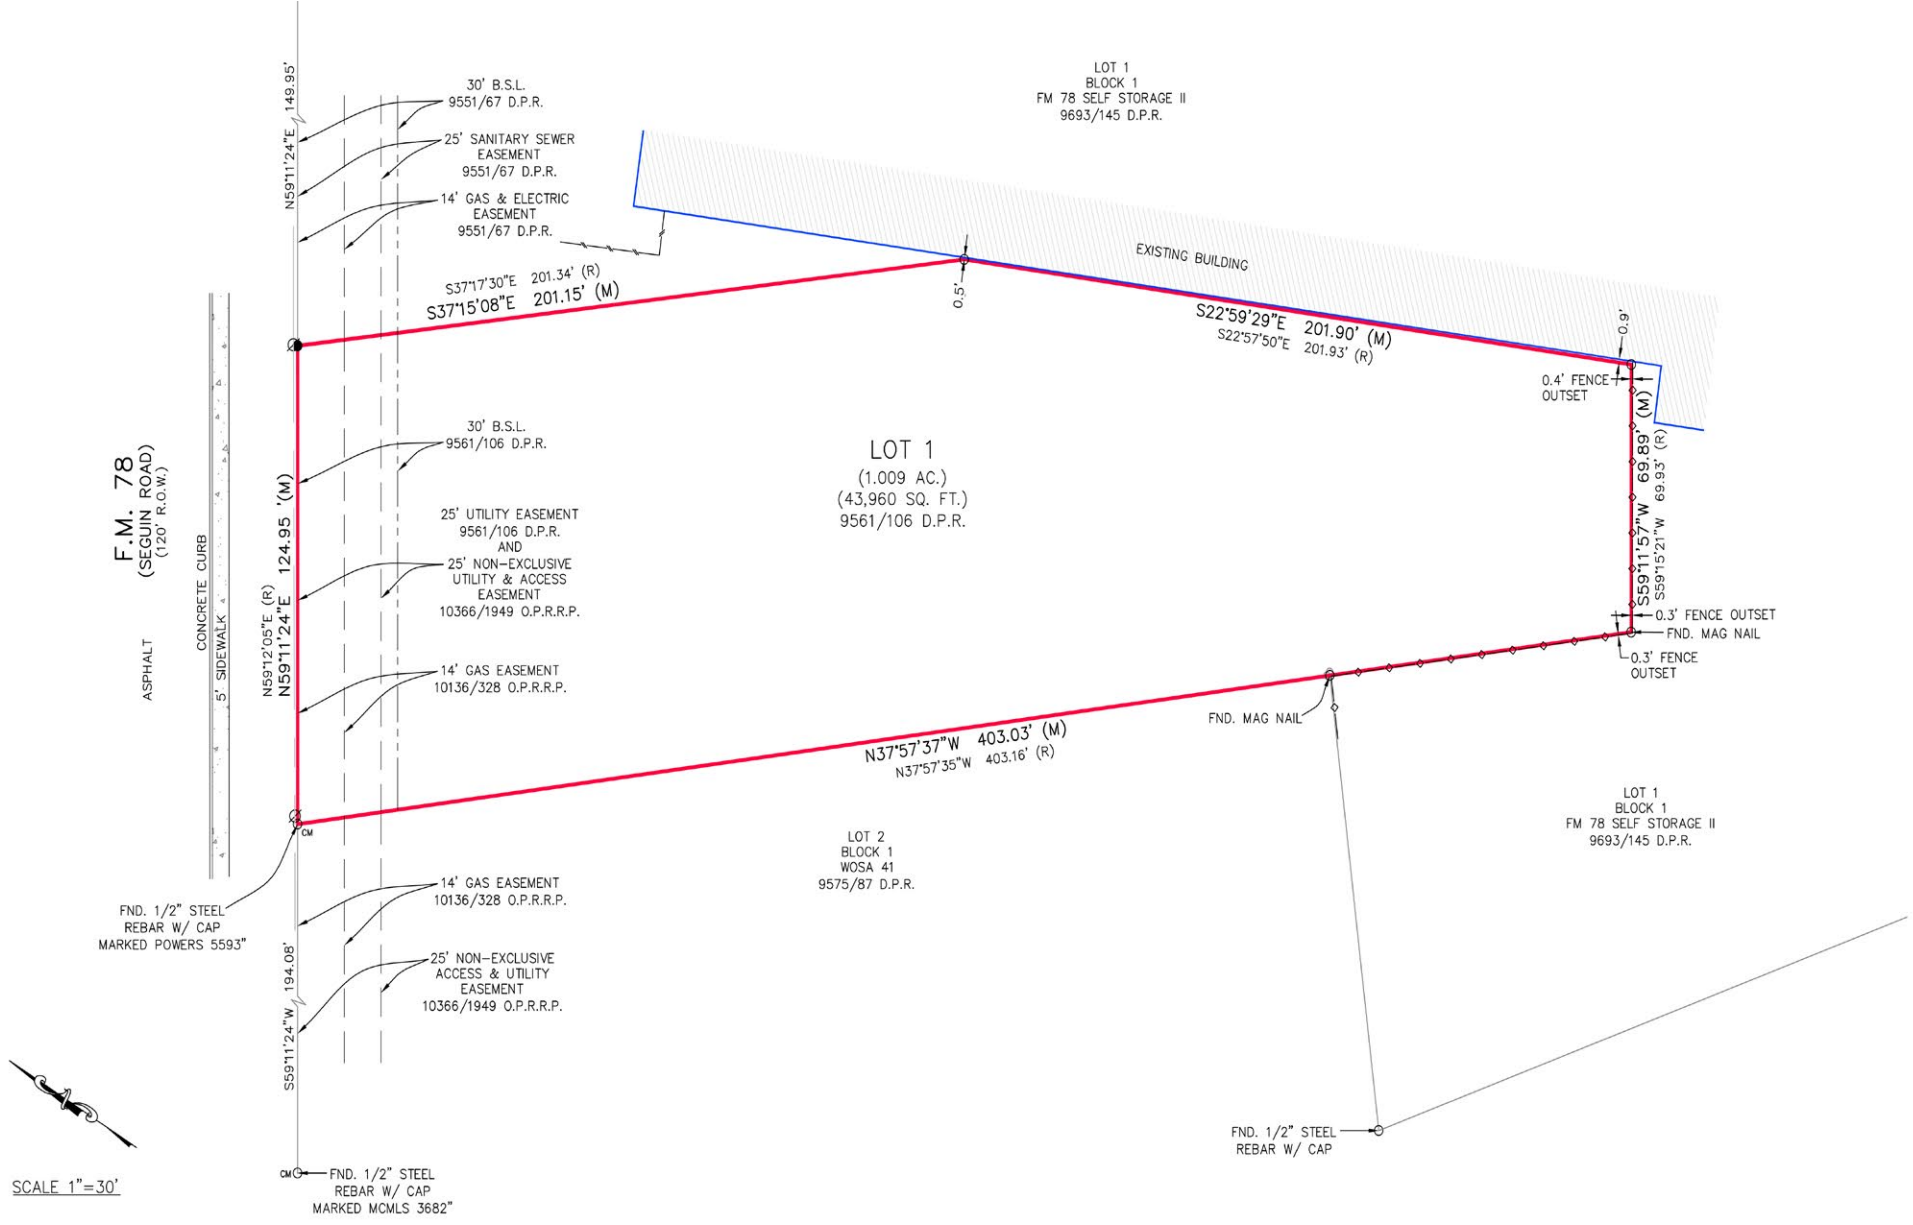 LOT 1
BLOCK 1
FM 78 SELF STORAGE II
9693/145 D.P.R.
N59°11'24"E 149.95'
30' B.S.L.
9551/67 D.P.R.
25' SANITARY SEWER
EASEMENT
9551/67 D.P.R.
14' GAS & ELECTRIC
EASEMENT
9551/67 D.P.R.
S37°17'30"E 201.34' (R)
S37°15'08"E 201.15' (M)
0.5'
EXISTING BUILDING
S22°59'29"E 201.90' (M)
S22°57'50"E 201.93' (R)
0.9'
0.4' FENCE
OUTSET
S59°11'57"W 69.89' (M)
S59°15'21"W 69.93' (R)
0.3' FENCE OUTSET
FND. MAG NAIL
0.3' FENCE
OUTSET
LOT 1
(1.009 AC.)
(43,960 SQ. FT.)
9561/106 D.P.R.
30' B.S.L.
9561/106 D.P.R.
25' UTILITY EASEMENT
9561/106 D.P.R.
AND
25' NON-EXCLUSIVE
UTILITY & ACCESS
EASEMENT
10366/1949 O.P.R.R.P.
14' GAS EASEMENT
10136/328 O.P.R.R.P.
F.M. 78
(SEGUIN ROAD)
(120' R.O.W.)
ASPHALT
CONCRETE CURB
5' SIDEWALK
N59°12'05"E (R)
N59°11'24"E 124.95 '(M)
FND. MAG NAIL
N37°57'37"W 403.03' (M)
N37°57'35"W 403.16' (R)
CM
LOT 2
BLOCK 1
WOSA 41
9575/87 D.P.R.
LOT 1
BLOCK 1
FM 78 SELF STORAGE II
9693/145 D.P.R.
FND. 1/2" STEEL
REBAR W/ CAP
MARKED POWERS 5593"
14' GAS EASEMENT
10136/328 O.P.R.R.P.
25' NON-EXCLUSIVE
ACCESS & UTILITY
EASEMENT
10366/1949 O.P.R.R.P.
S59°11'24"W 194.08'
FND. 1/2" STEEL
REBAR W/ CAP
CM
FND. 1/2" STEEL
REBAR W/ CAP
MARKED MCMLS 3682"
SCALE 1"=30'